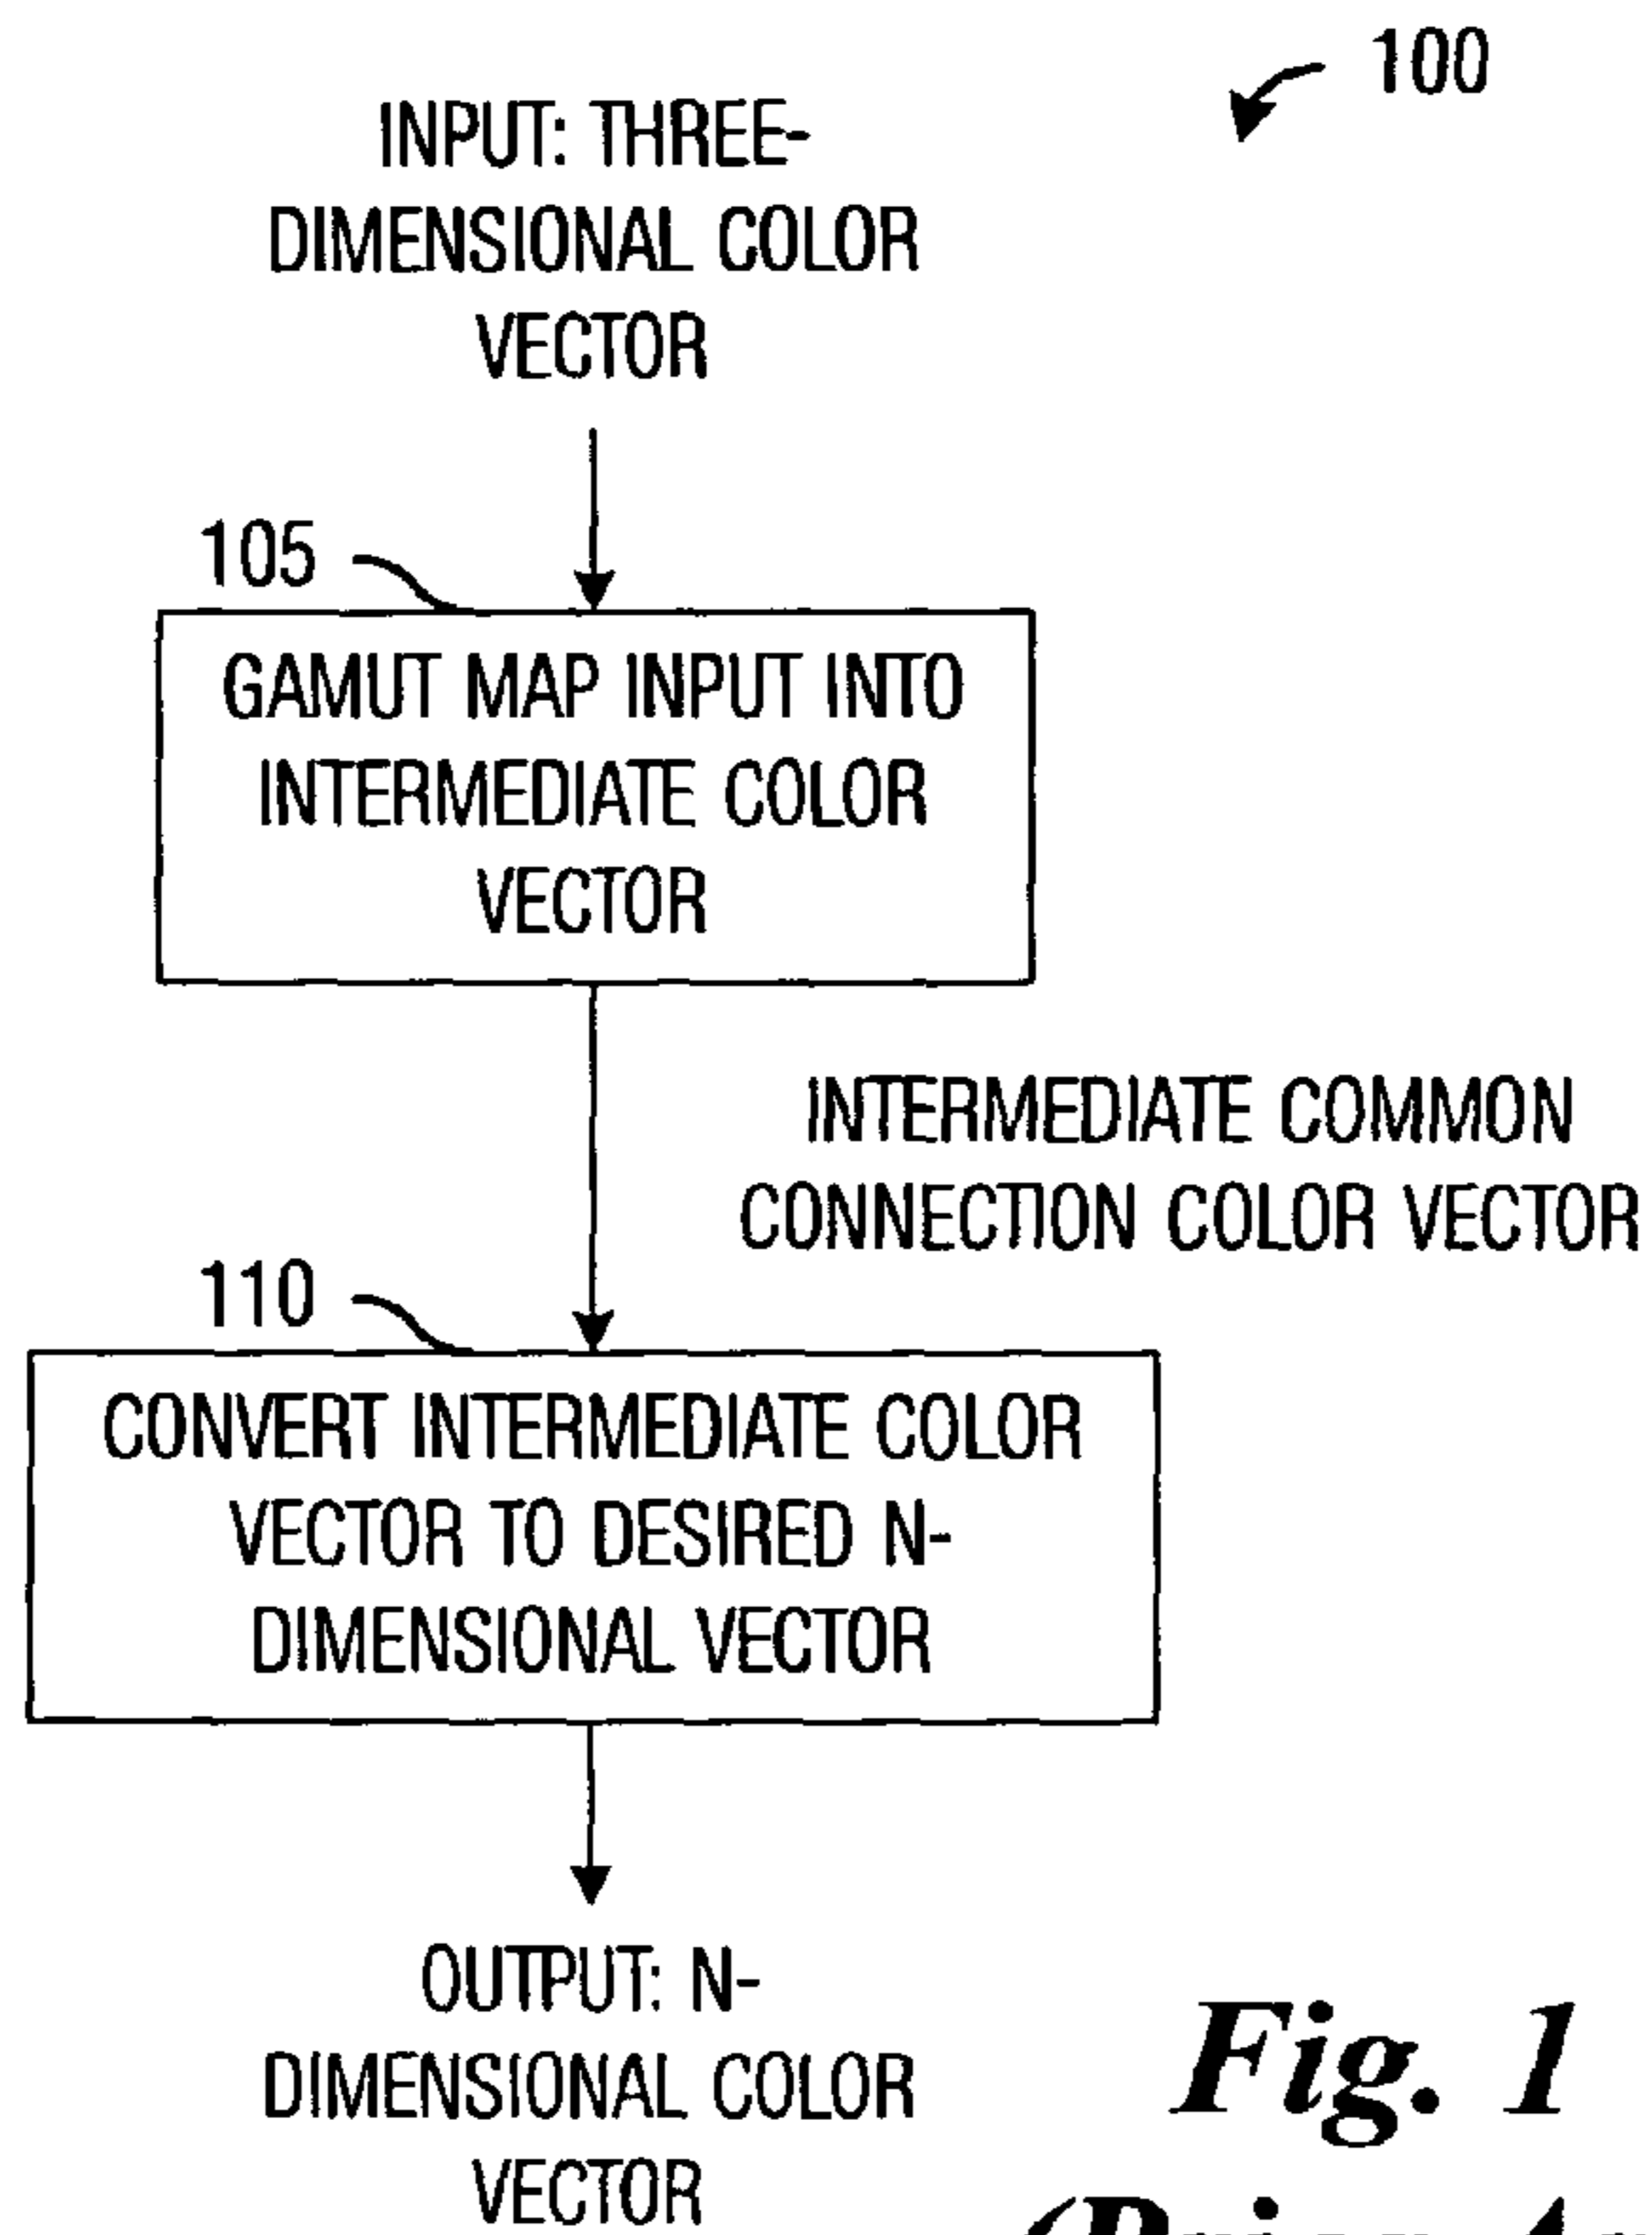 100
INPUT: THREE-
DIMENSIONAL COLOR
VECTOR
105
GAMUT MAP INPUT INTO
INTERMEDIATE COLOR
VECTOR
INTERMEDIATE COMMON
CONNECTION COLOR VECTOR
110
CONVERT INTERMEDIATE COLOR
VECTOR TO DESIRED N-
DIMENSIONAL VECTOR
OUTPUT: N-
DIMENSIONAL COLOR
VECTOR
Fig. 1